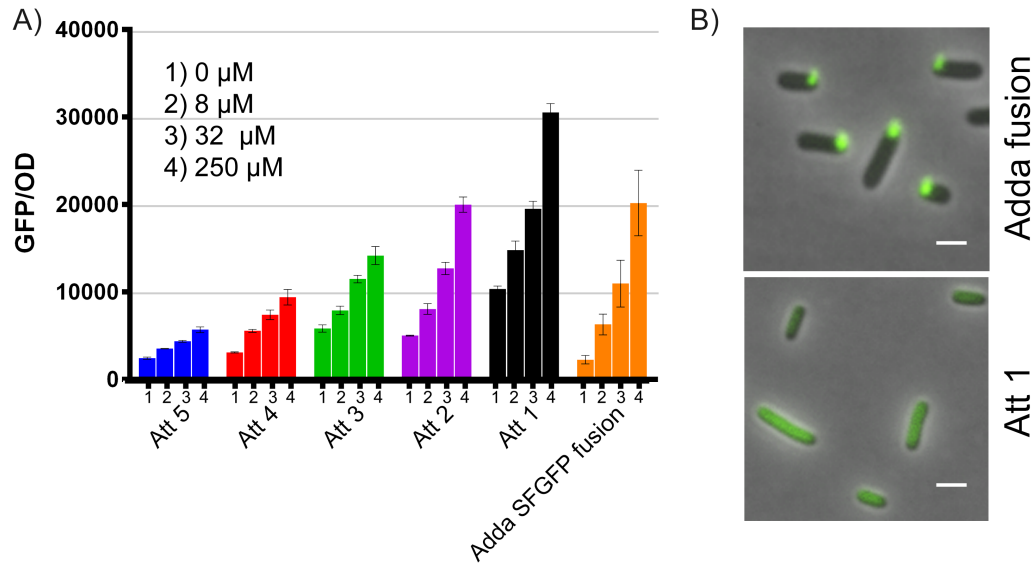 A)
40000
30000
20000
10000
0
GFP/OD
1) 0 µM
2) 8 µM
3) 32 µM
4) 250 µM
1 2 3 4
1 2 3 4
1 2 3 4
1 2 3 4
1 2 3 4
1 2 3 4
Att 5
Att 4
Att 3
Att 2
Att 1
Adda SFGFP fusion
B)
Adda fusion
Att 1